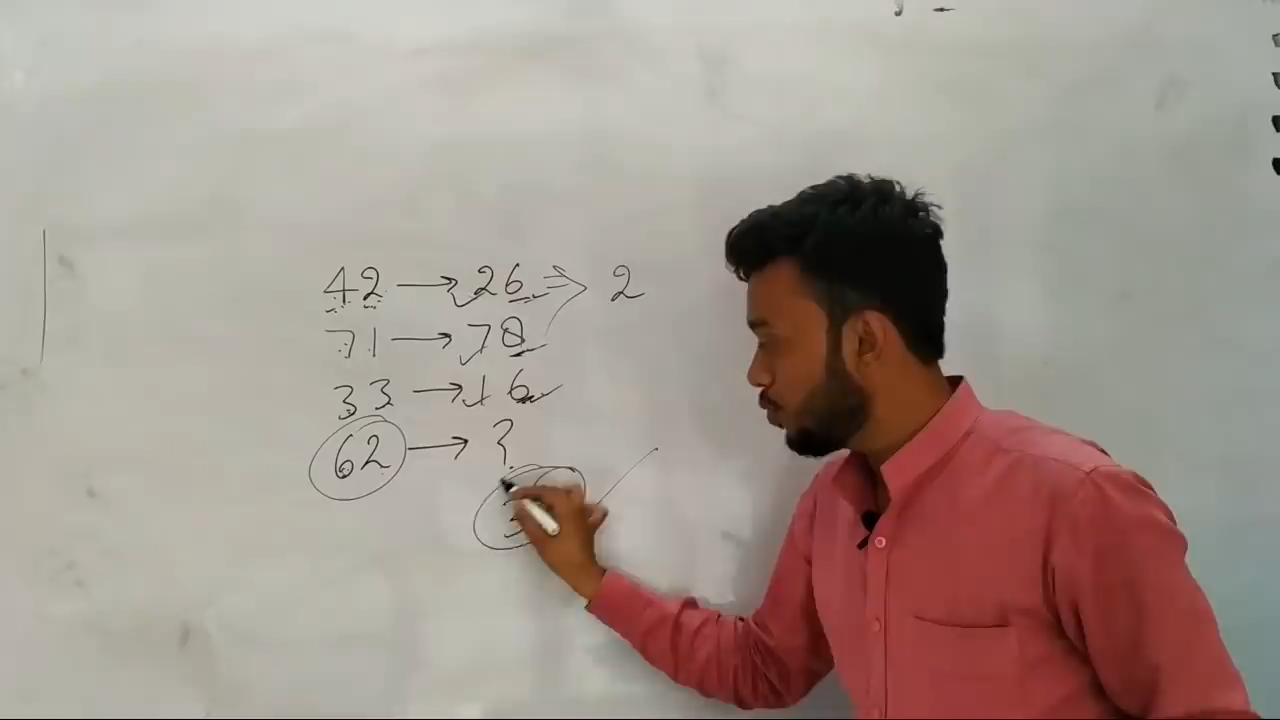 42 → 26 ⇒ 2
71 → 78
33 → 16
62 → ?